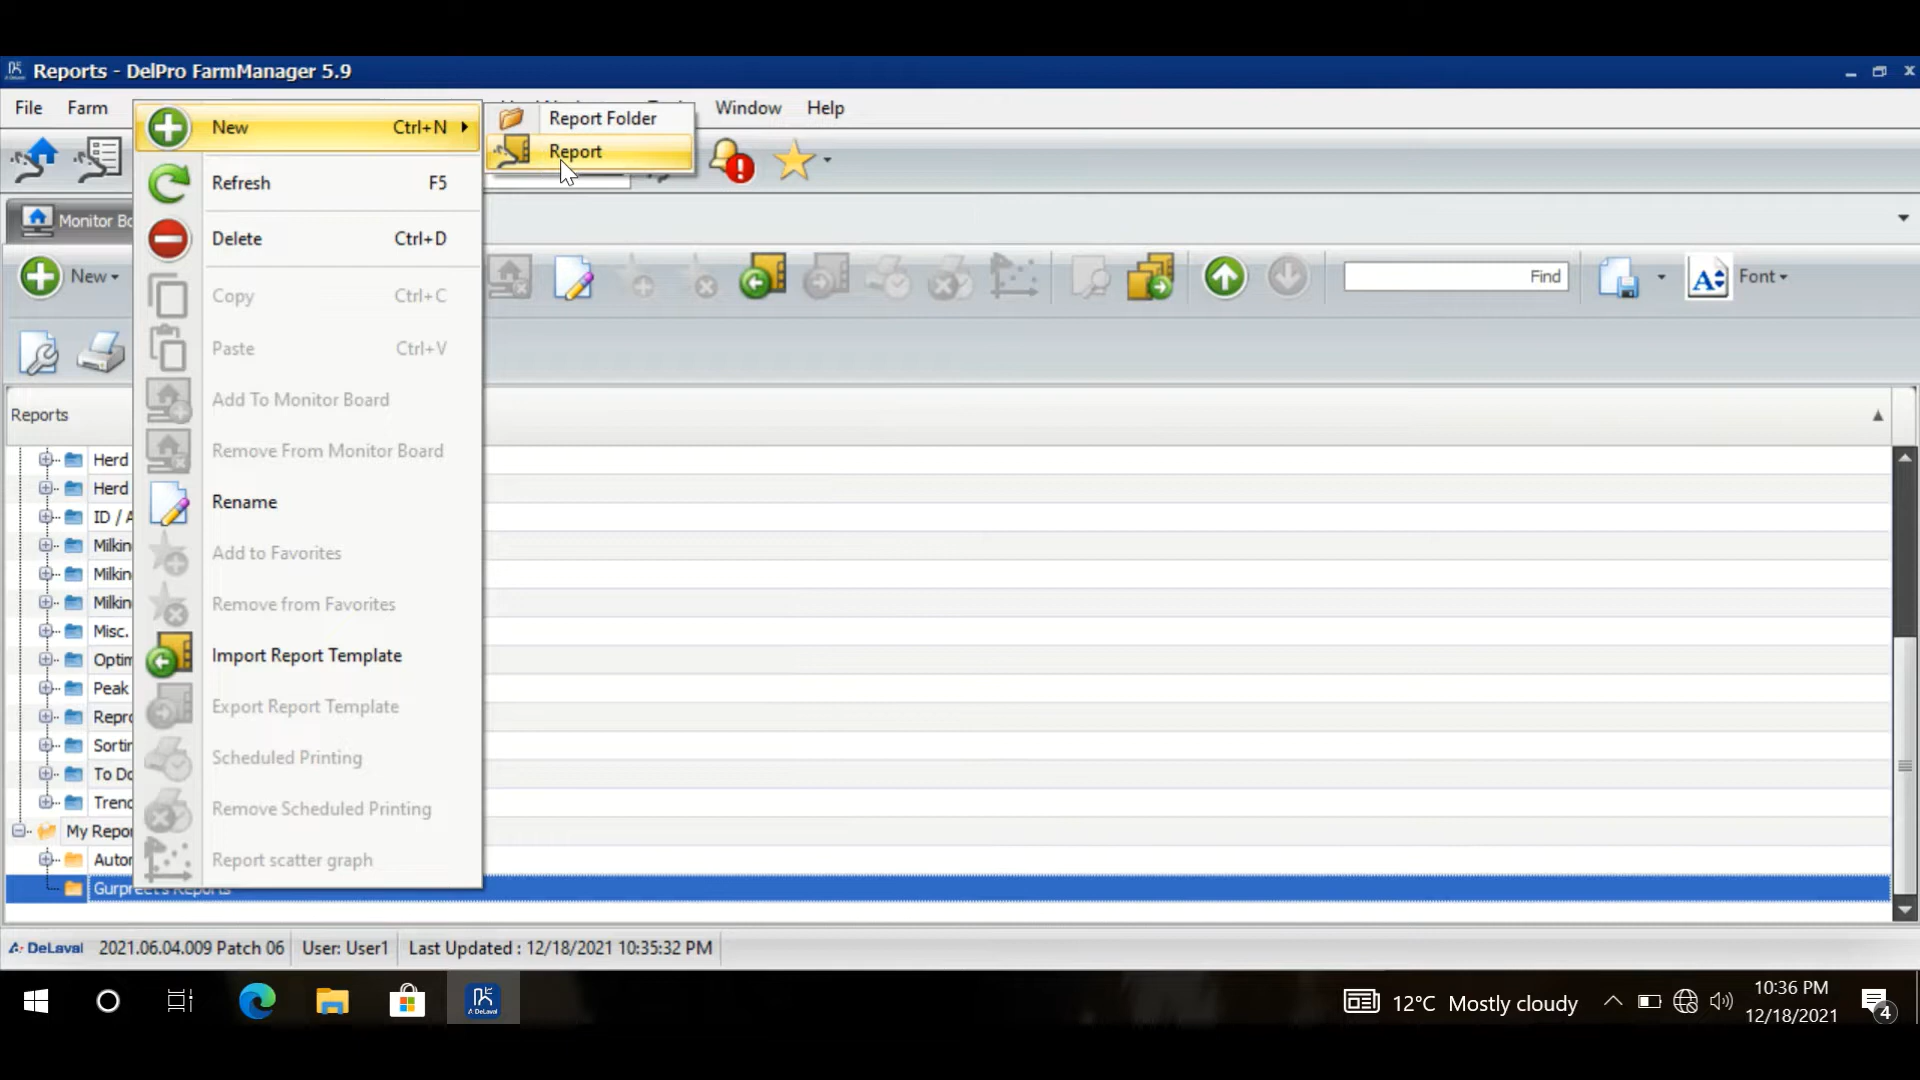 Reports - DelPro FarmManager 5.9
File Farm Window Help
New Ctrl+N
Report Folder
Report
Refresh F5
Delete Ctrl+D
Copy Ctrl+C
Paste Ctrl+V
Add To Monitor Board
Remove From Monitor Board
Rename
Add to Favorites
Remove from Favorites
Import Report Template
Export Report Template
Scheduled Printing
Remove Scheduled Printing
Report scatter graph
Monitor Bo
New Find Font
Reports
Herd
Herd
ID / A
Milkin
Milkin
Milkin
Misc.
Optim
Peak
Repro
Sortin
To Do
Trend
My Repor
Autom
Gurpreet's Reports
DeLaval 2021.06.04.009 Patch 06 User: User1 Last Updated : 12/18/2021 10:35:32 PM
DeLaval
12°C Mostly cloudy
10:36 PM
12/18/2021
4